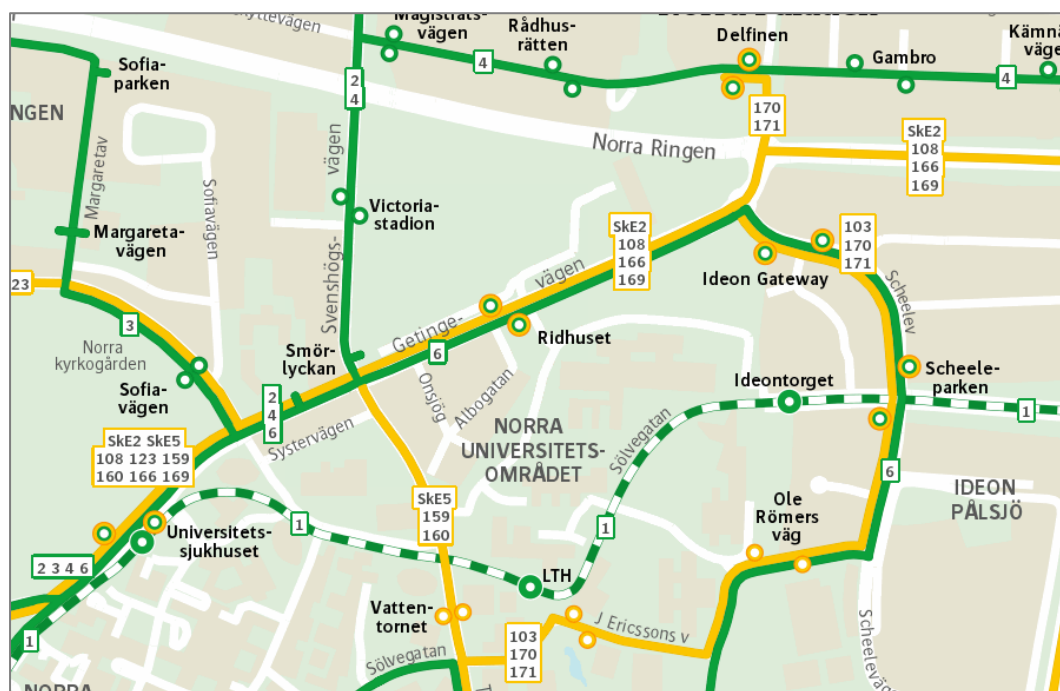 Magistrats-
vägen
Rådhus-
rätten
Delfinen
Gambro
Sofia-
parken
4
4
2
4
170
171
NGEN
Norra Ringen
SkE2
108
166
169
Margaretav
Sofiavägen
vägen
Victoria-
stadion
Margareta-
vägen
Svenshögs-
SkE2
108
166
169
103
170
171
23
vägen
Ideon Gateway
Scheelev
3
Getinge-
Ridhuset
Norra
kyrkogården
Smör-
lyckan
6
Sofia-
vägen
Onsjög
Albogatan
Ideontorget
Scheele-
parken
2
4
6
1
SkE2 SkE5
108 123 159
160 166 169
Systervägen
NORRA
UNIVERSITETS-
OMRÅDET
Sölvegatan
6
SkE5
159
160
IDEON
PÅLSJÖ
Ole
Römers
väg
1
1
Universitets-
sjukhuset
2 3 4 6
LTH
Vatten-
tornet
1
J Ericssons v
103
170
171
Sölvegatan
NORRA